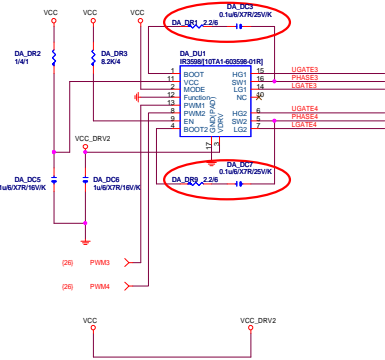 DA_DC3
0.1u/6/X7R/25V/K
VCC VCC VCC
DA_DR1 2.2/6
DA_DR2
1/4/1
DA_DR3
8.2K/4
DA_DU1
IR3598[10TA1-603598-01R]
1 BOOT HG1 15 UGATE3
11 VCC SW1 16 PHASE3
2 MODE LG1 14 LGATE3
12 Function NC 10
13 PWM1
8 PWM2 HG2 6 UGATE4
9 EN SW2 5 PHASE4
4 BOOT2 LG2 7 LGATE4
GND(PAD) VDRV
17 3
VCC_DRV2
DA_DC7
0.1u/6/X7R/25V/K
DA_DR9 2.2/6
DA_DC5
1u/6/X7R/16V/K
DA_DC6
1u/6/X7R/16V/K
(26) PWM3
(26) PWM4
VCC VCC_DRV2